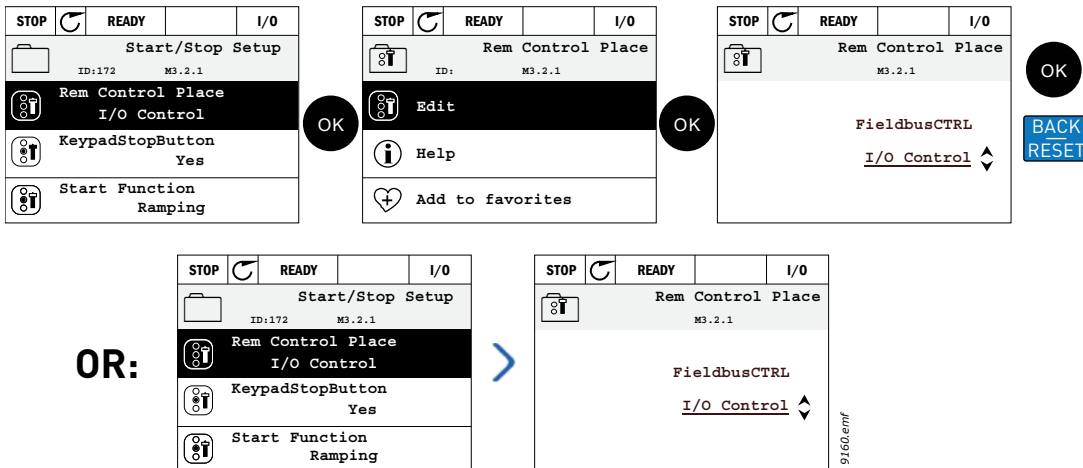 STOP READY I/O
Start/Stop Setup
ID:172 M3.2.1
Rem Control Place
I/O Control
KeypadStopButton
Yes
Start Function
Ramping
OK
STOP READY I/O
Rem Control Place
ID: M3.2.1
Edit
Help
Add to favorites
OK
STOP READY I/O
Rem Control Place
M3.2.1
FieldbusCTRL
I/O Control
OK
BACK
RESET
OR:
STOP READY I/O
Start/Stop Setup
ID:172 M3.2.1
Rem Control Place
I/O Control
KeypadStopButton
Yes
Start Function
Ramping
STOP READY I/O
Rem Control Place
M3.2.1
FieldbusCTRL
I/O Control
9160.emf